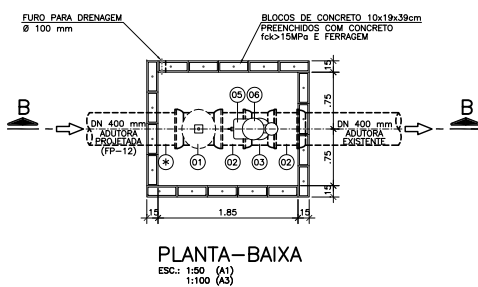 FURO PARA DRENAGEM
Ø 100 mm
BLOCOS DE CONCRETO 10x19x39cm
PREENCHIDOS COM CONCRETO
fck>15MPa E FERRAGEM
.15
.75
.75
.15
B
B
DN 400 mm
ADUTORA
PROJETADA
(FP-12)
05 06
DN 400 mm
ADUTORA
EXISTENTE
* 01 02 03 02
.15 1.85 .15
PLANTA-BAIXA
ESC.: 1:50 (A1)
1:100 (A3)